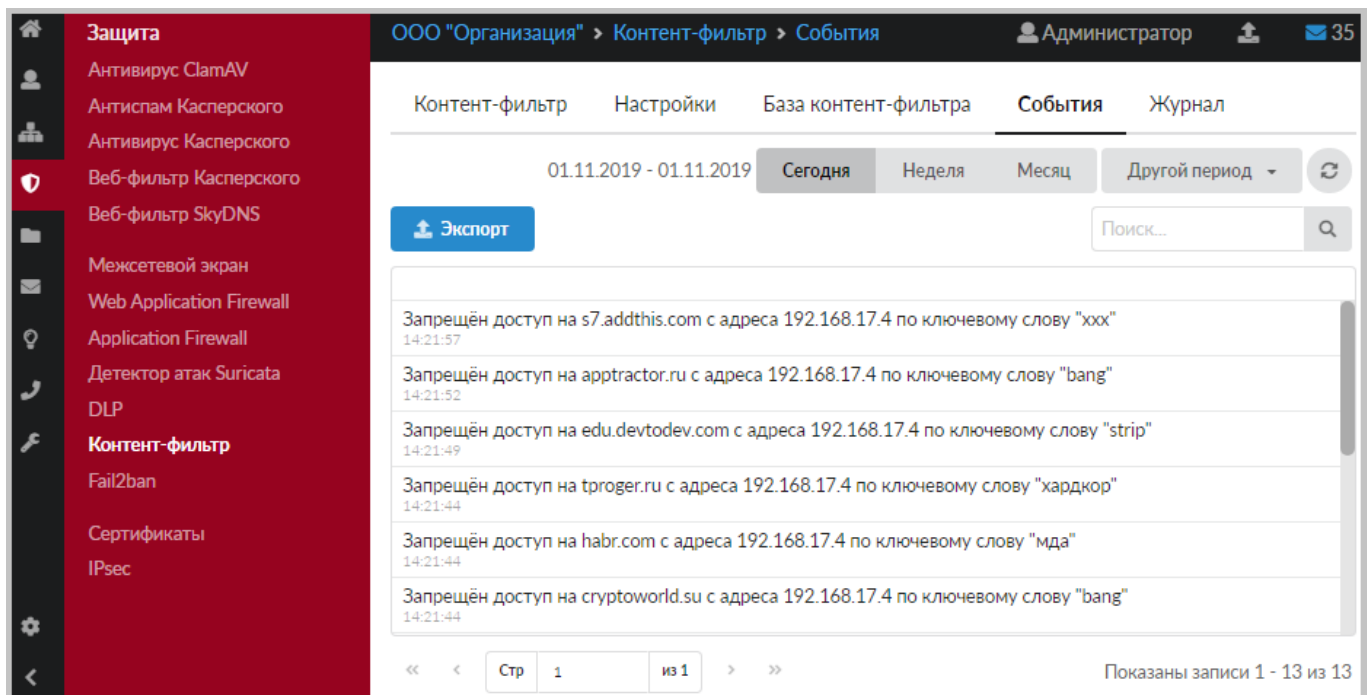 Защита
Антивирус ClamAV
Антиспам Касперского
Антивирус Касперского
Веб-фильтр Касперского
Веб-фильтр SkyDNS
Межсетевой экран
Web Application Firewall
Application Firewall
Детектор атак Suricata
DLP
Контент-фильтр
Fail2ban
Сертификаты
IPsec
ООО "Организация" > Контент-фильтр > События Администратор 35
Контент-фильтр Настройки База контент-фильтра События Журнал
01.11.2019 - 01.11.2019 Сегодня Неделя Месяц Другой период
Экспорт Поиск...
Запрещён доступ на s7.addthis.com с адреса 192.168.17.4 по ключевому слову "xxx"
14:21:57
Запрещён доступ на apptractor.ru с адреса 192.168.17.4 по ключевому слову "bang"
14:21:52
Запрещён доступ на edu.devtodev.com с адреса 192.168.17.4 по ключевому слову "strip"
14:21:49
Запрещён доступ на tproger.ru с адреса 192.168.17.4 по ключевому слову "хардкор"
14:21:44
Запрещён доступ на habr.com с адреса 192.168.17.4 по ключевому слову "мда"
14:21:44
Запрещён доступ на cryptoworld.su с адреса 192.168.17.4 по ключевому слову "bang"
14:21:44
« < Стр 1 из 1 > » Показаны записи 1 - 13 из 13